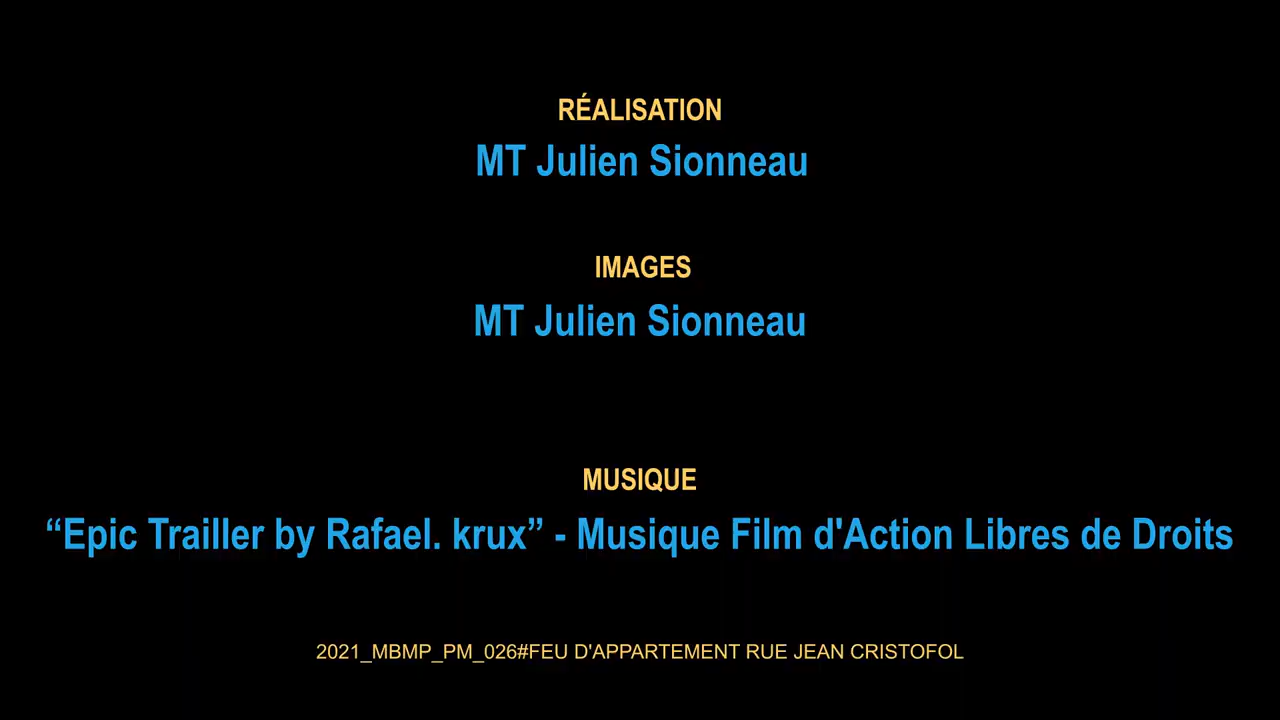 RÉALISATION
MT Julien Sionneau
IMAGES
MT Julien Sionneau
MUSIQUE
“Epic Trailler by Rafael. krux” - Musique Film d'Action Libres de Droits
2021_MBMP_PM_026#FEU D'APPARTEMENT RUE JEAN CRISTOFOL